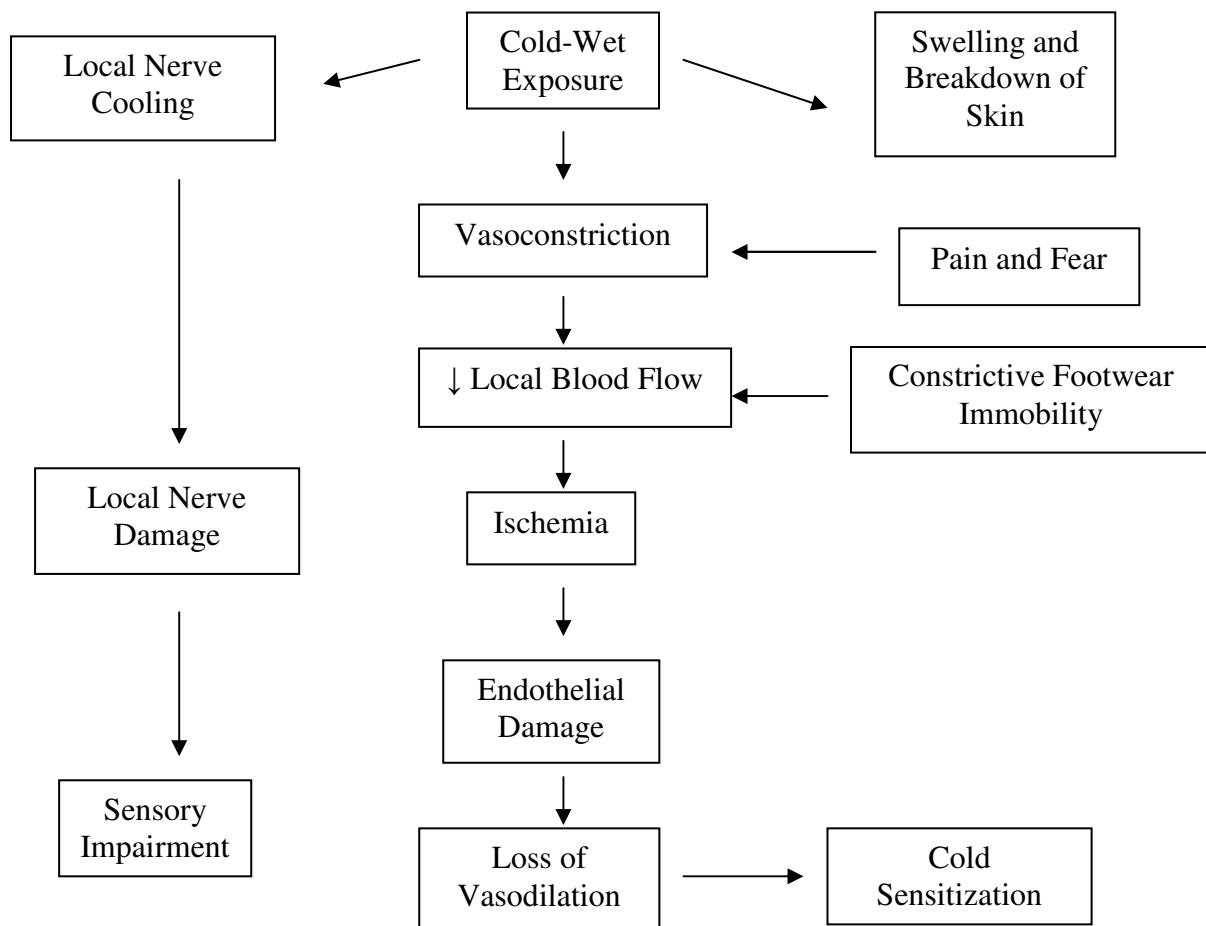 Cold-Wet
Exposure
Local Nerve
Cooling
Swelling and
Breakdown of
Skin
Vasoconstriction
Pain and Fear
↓ Local Blood Flow
Constrictive Footwear
Immobility
Local Nerve
Damage
Ischemia
Endothelial
Damage
Sensory
Impairment
Loss of
Vasodilation
Cold
Sensitization